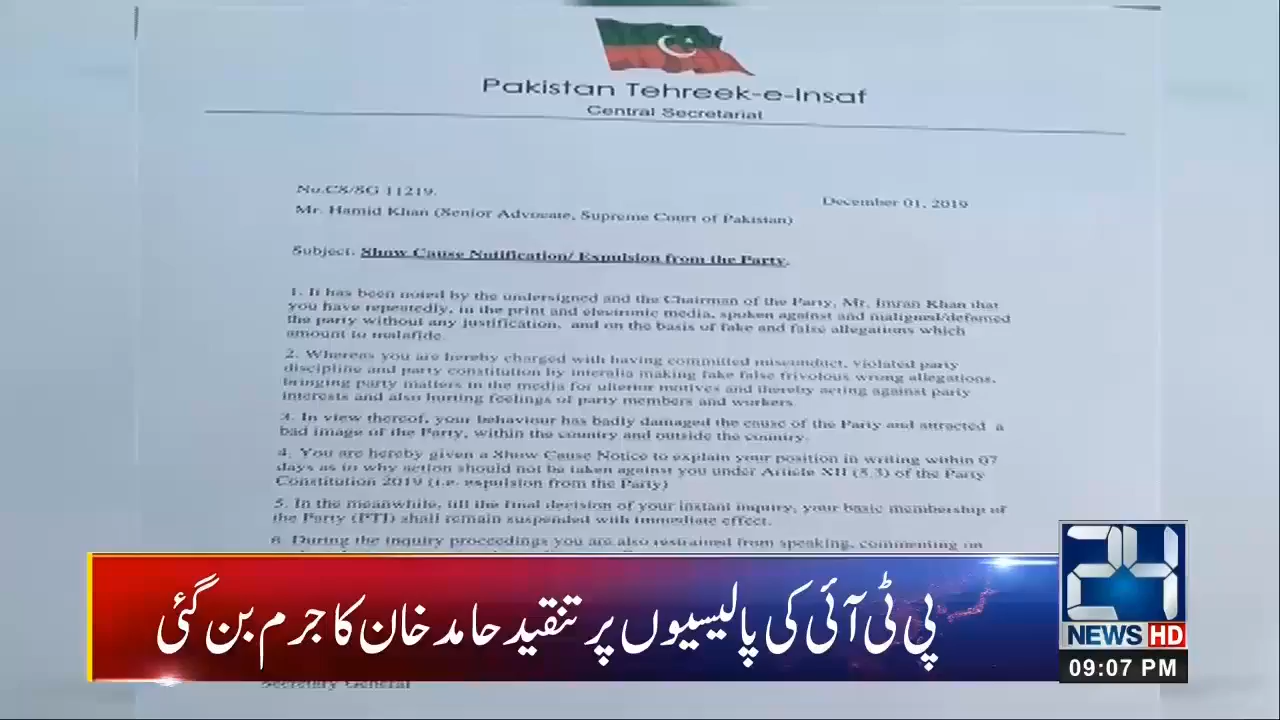 Pakistan Tehreek-e-Insaf
Central Secretariat
No.CS/SG 11219.
December 01, 2019
Mr. Hamid Khan (Senior Advocate, Supreme Court of Pakistan)
Subject. Show Cause Notification/ Expulsion from the Party.
1. It has been noted by the undersigned and the Chairman of the Party, Mr. Imran Khan that
you have repeatedly, in the print and electronic media, spoken against and maligned/defamed
the party without any justification, and on the basis of fake and false allegations which
amount to malafide.
2. Whereas you are hereby charged with having committed misconduct, violated party
discipline and party constitution by interalia making fake false frivolous wrong allegations,
bringing party matters in the media for ulterior motives and thereby acting against party
interests and also hurting feelings of party members and workers.
3. In view thereof, your behaviour has badly damaged the cause of the Party and attracted a
bad image of the Party, within the country and outside the country.
4. You are hereby given a Show Cause Notice to explain your position in writing within 07
days as to why action should not be taken against you under Article XII (5.3) of the Party
Constitution 2019 (i.e. expulsion from the Party)
5. In the meanwhile, till the final decision of your instant inquiry, your basic membership of
the Party (PTI) shall remain suspended with immediate effect.
6. During the inquiry proceedings you are also restrained from speaking, commenting on
پی ٹی آئی کی پالیسیوں پر تنقید حامد خان کا جرم بن گئی
24
NEWS HD
09:07 PM
Secretary General